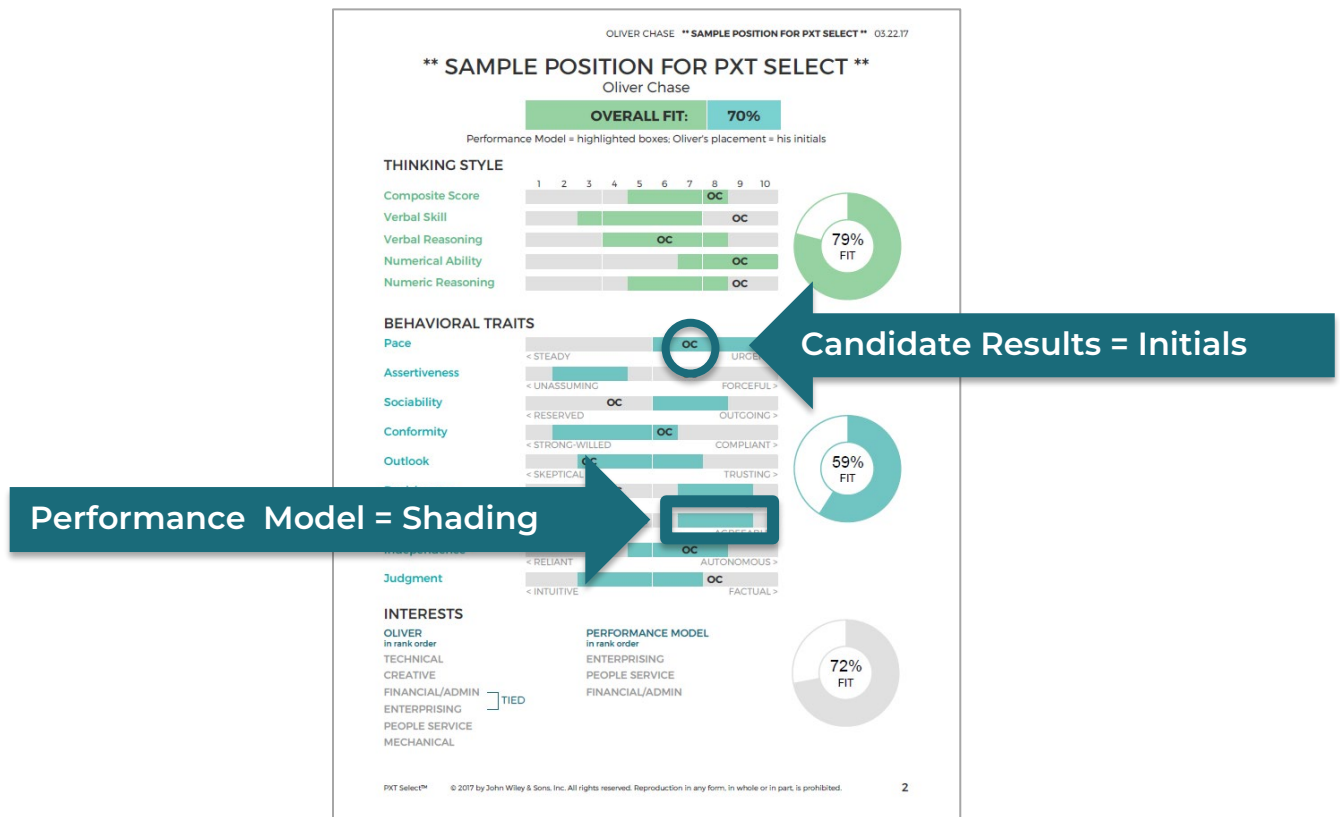 OLIVER CHASE ** SAMPLE POSITION FOR PXT SELECT ** 03.22.17
** SAMPLE POSITION FOR PXT SELECT **
Oliver Chase
OVERALL FIT: 70%
Performance Model = highlighted boxes; Oliver's placement = his initials
THINKING STYLE
1 2 3 4 5 6 7 8 9 10
Composite Score OC
Verbal Skill OC
Verbal Reasoning OC
Numerical Ability OC
Numeric Reasoning OC
79%
FIT
BEHAVIORAL TRAITS
Pace OC
< STEADY
Candidate Results = Initials
Assertiveness
< UNASSUMING FORCEFUL >
Sociability OC
< RESERVED OUTGOING >
Conformity OC
< STRONG-WILLED COMPLIANT >
Outlook OC
< SKEPTICAL TRUSTING >
59%
FIT
Performance Model = Shading
OC
< RELIANT AUTONOMOUS >
Judgment OC
< INTUITIVE FACTUAL >
INTERESTS
OLIVER PERFORMANCE MODEL
in rank order in rank order
TECHNICAL ENTERPRISING
CREATIVE PEOPLE SERVICE
FINANCIAL/ADMIN FINANCIAL/ADMIN
TIED
ENTERPRISING
PEOPLE SERVICE
MECHANICAL
72%
FIT
PXT Select™ © 2017 by John Wiley & Sons, Inc. All rights reserved. Reproduction in any form, in whole or in part, is prohibited. 2